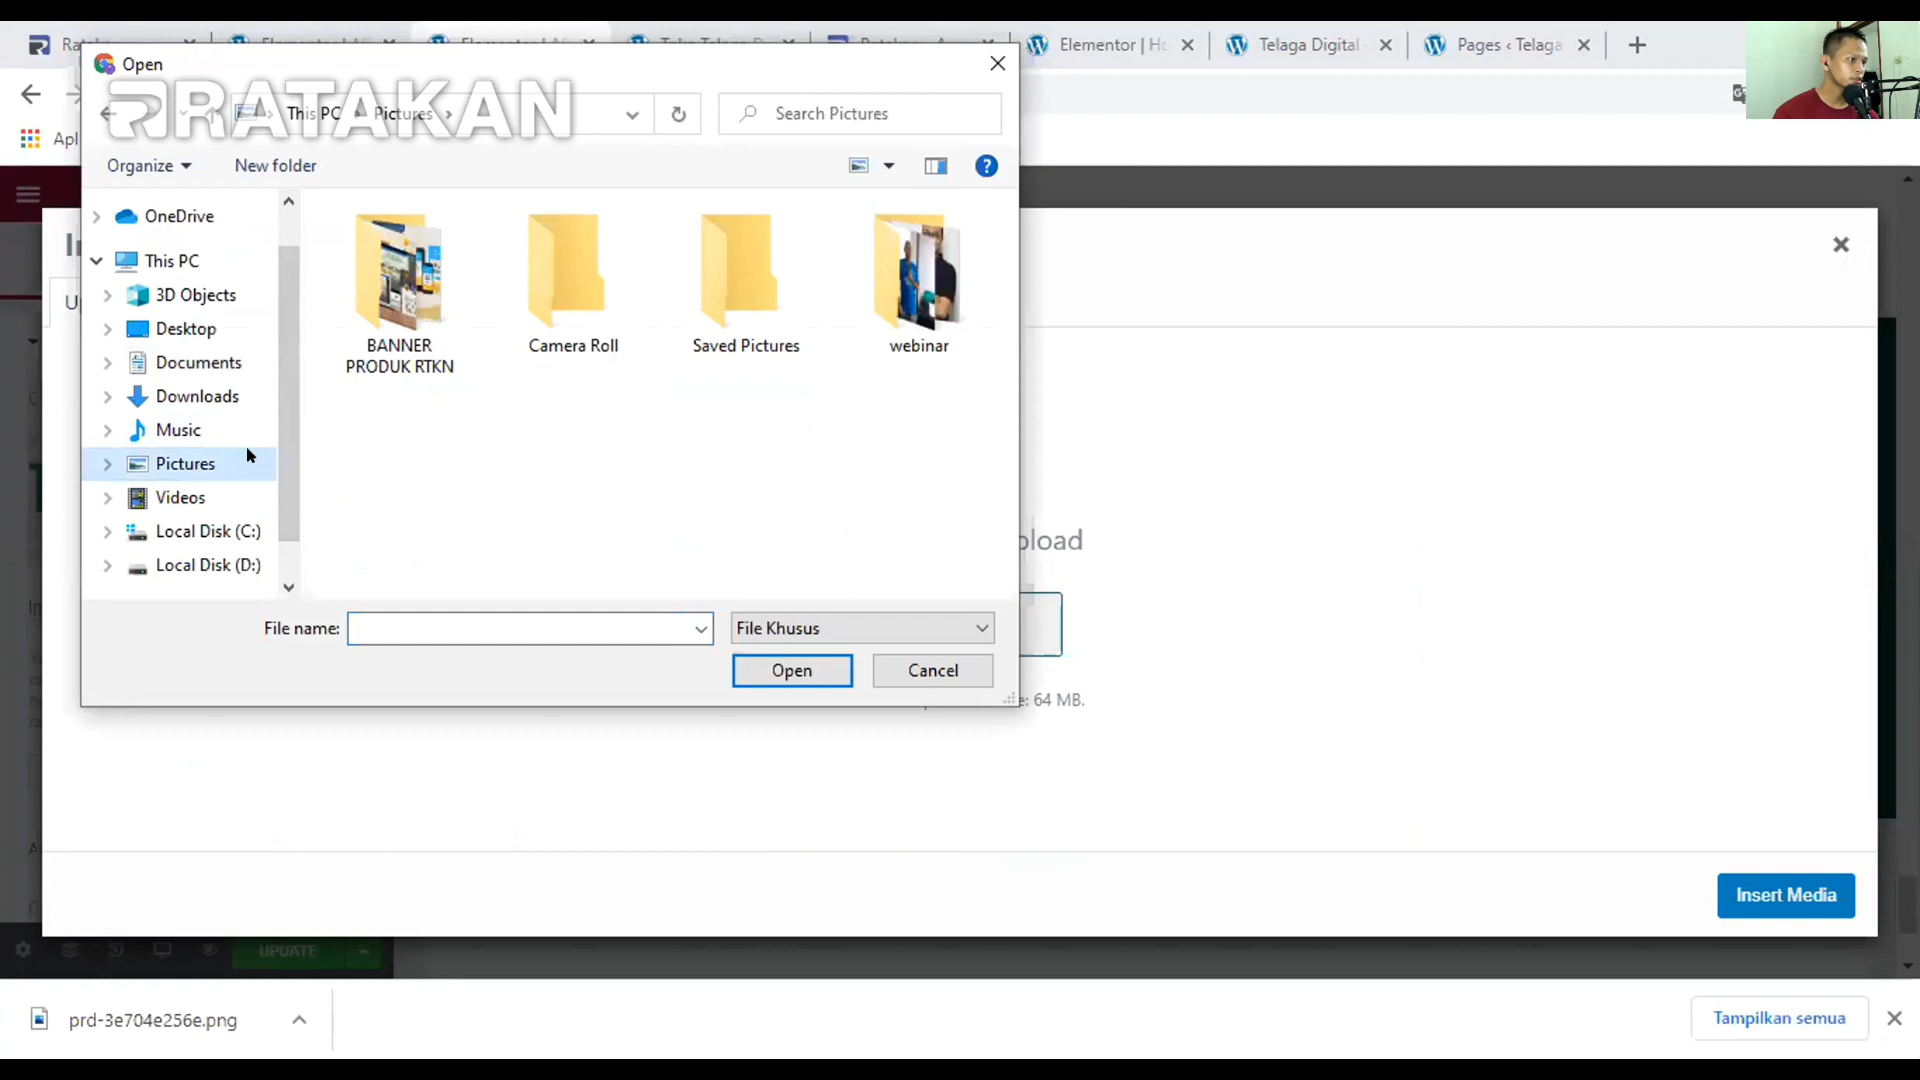 Elementor | Ho
Telaga Digital
Pages ‹ Telaga
Open
RATAKAN
This PC
Pictures
Search Pictures
Organize
New folder
OneDrive
This PC
3D Objects
Desktop
Documents
Downloads
Music
Pictures
Videos
Local Disk (C:)
Local Disk (D:)
BANNER
PRODUK RTKN
Camera Roll
Saved Pictures
webinar
File name:
File Khusus
Open
Cancel
pload
e: 64 MB.
Insert Media
UPDATE
prd-3e704e256e.png
Tampilkan semua